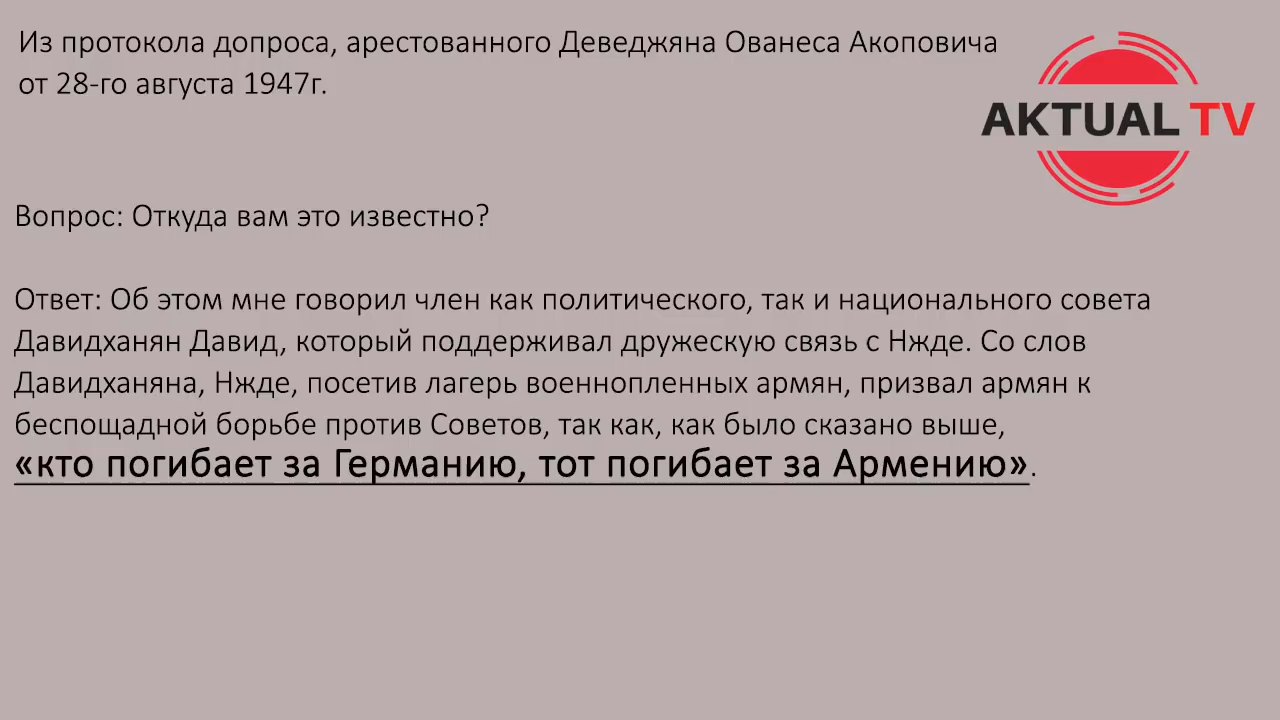 Из протокола допроса, арестованного Деведжяна Ованеса Акоповича
от 28-го августа 1947г.
AKTUAL TV
Вопрос: Откуда вам это известно?
Ответ: Об этом мне говорил член как политического, так и национального совета
Давидханян Давид, который поддерживал дружескую связь с Нжде. Со слов
Давидханяна, Нжде, посетив лагерь военнопленных армян, призвал армян к
беспощадной борьбе против Советов, так как, как было сказано выше,
«кто погибает за Германию, тот погибает за Армению».